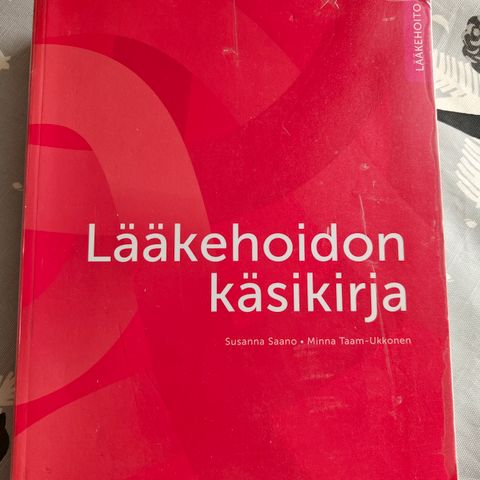 LÄÄKEHOITO
Lääkehoidon
käsikirja
Susanna Saano • Minna Taam-Ukkonen